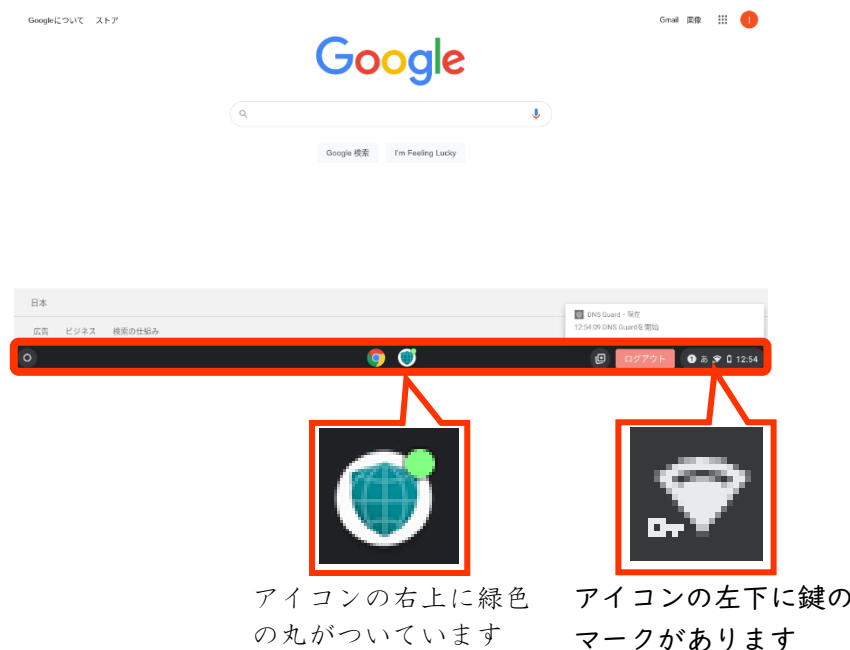 Googleについて ストア
Gmail 画像
I
Google
Google 検索 I'm Feeling Lucky
日本
DNS Guard・現在
12:54:09 DNS Guardを開始
広告 ビジネス 検索の仕組み
ログアウト 1 あ 12:54
アイコンの右上に緑色
の丸がついています
アイコンの左下に鍵の
マークがあります